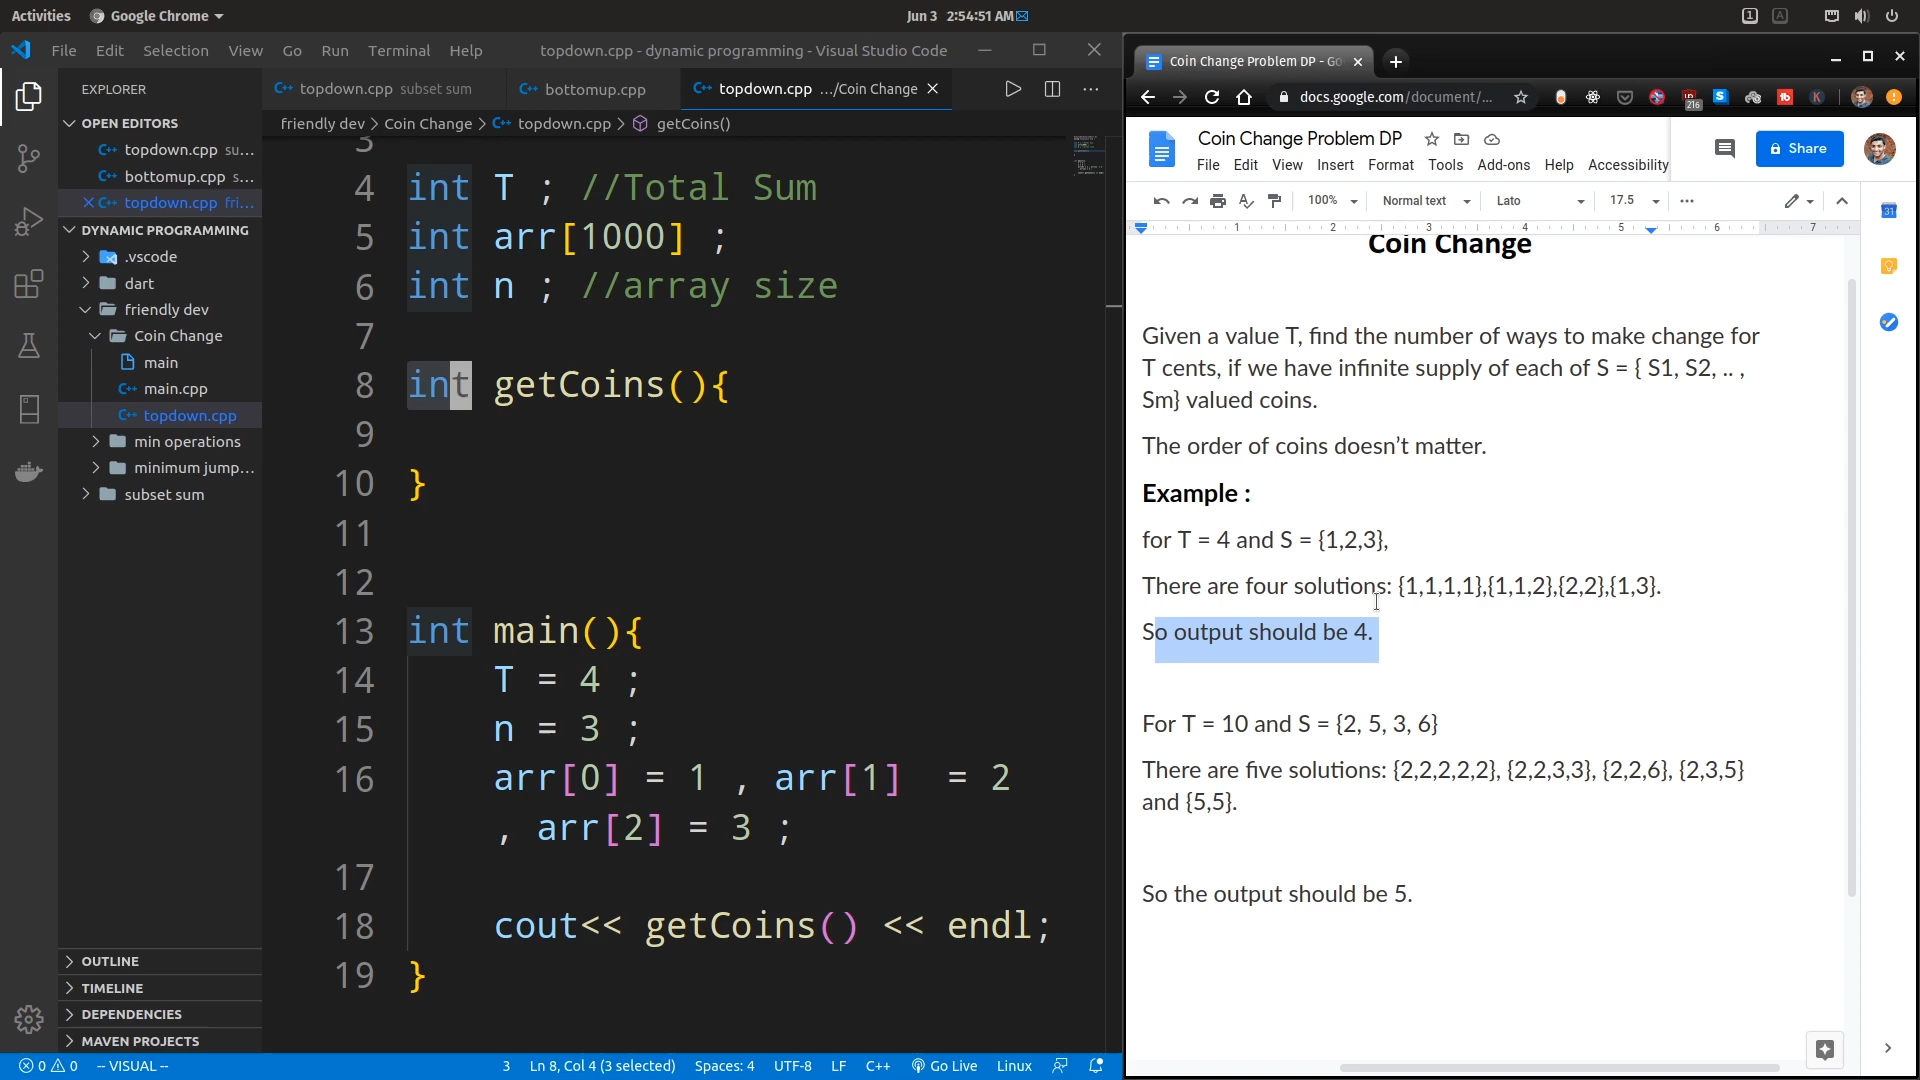 Activities
Google Chrome
Jun 3 2:54:51 AM
1
A
File Edit Selection View Go Run Terminal Help
topdown.cpp - dynamic programming - Visual Studio Code
EXPLORER
topdown.cpp subset sum
bottomup.cpp
topdown.cpp .../Coin Change
friendly dev > Coin Change > topdown.cpp > getCoins()
OPEN EDITORS
topdown.cpp su...
bottomup.cpp s...
topdown.cpp fri...
DYNAMIC PROGRAMMING
.vscode
dart
friendly dev
Coin Change
main
main.cpp
topdown.cpp
min operations
minimum jump...
subset sum
OUTLINE
TIMELINE
DEPENDENCIES
MAVEN PROJECTS
3
4 int T ; //Total Sum
5 int arr[1000] ;
6 int n ; //array size
7
8 int getCoins(){
9
10 }
11
12
13 int main(){
14 T = 4 ;
15 n = 3 ;
16 arr[0] = 1 , arr[1] = 2
, arr[2] = 3 ;
17
18 cout<< getCoins() << endl;
19 }
0 0 -- VISUAL --
3 Ln 8, Col 4 (3 selected) Spaces: 4 UTF-8 LF C++ Go Live Linux
Coin Change Problem DP - Go
docs.google.com/document/...
216
Coin Change Problem DP
File Edit View Insert Format Tools Add-ons Help Accessibility
Share
100% Normal text Lato 17.5
1 2 3 4 5 6 7
31
Coin Change
Given a value T, find the number of ways to make change for
T cents, if we have infinite supply of each of S = { S1, S2, .. ,
Sm} valued coins.
The order of coins doesn’t matter.
Example :
for T = 4 and S = {1,2,3},
There are four solutions: {1,1,1,1},{1,1,2},{2,2},{1,3}.
So output should be 4.
For T = 10 and S = {2, 5, 3, 6}
There are five solutions: {2,2,2,2,2}, {2,2,3,3}, {2,2,6}, {2,3,5}
and {5,5}.
So the output should be 5.